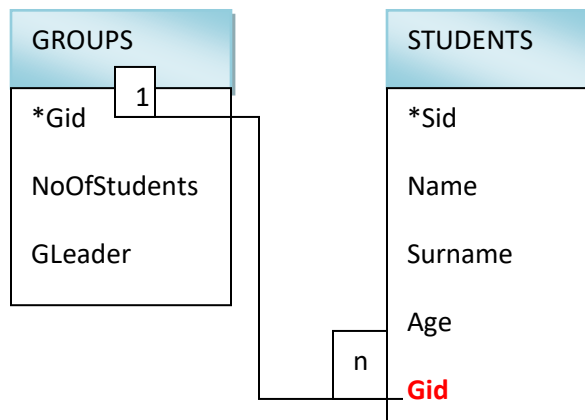 GROUPS
1
*Gid
NoOfStudents
GLeader
STUDENTS
*Sid
Name
Surname
Age
n
Gid